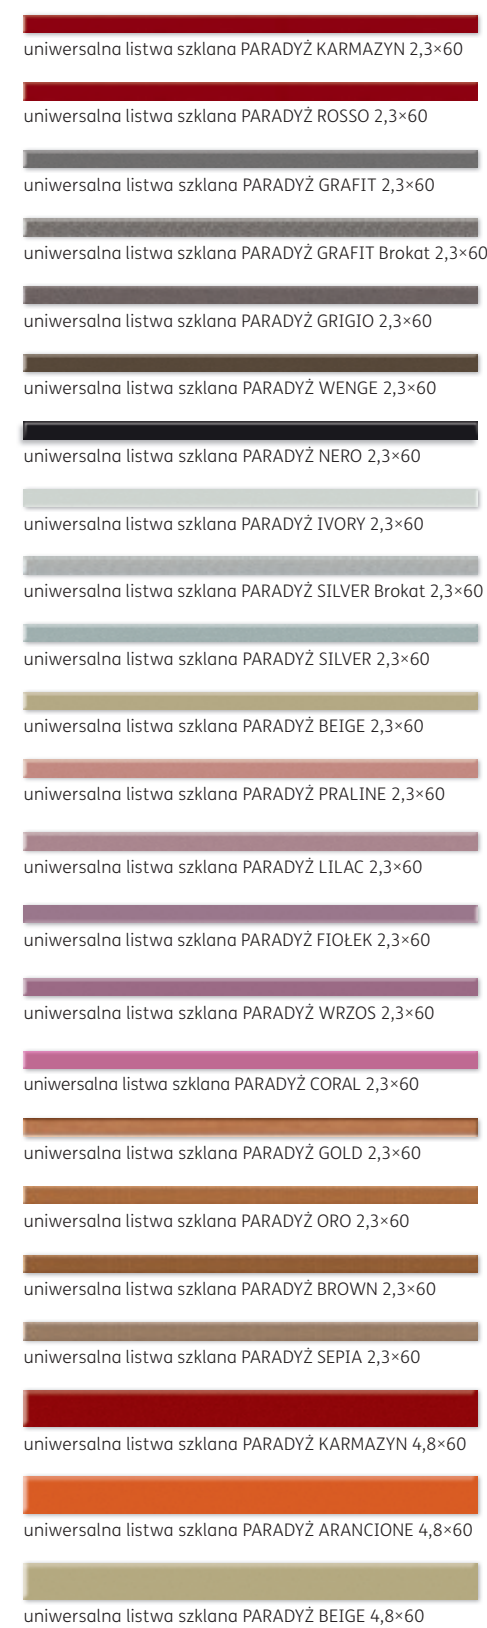 uniwersalna listwa szklana PARADYŻ KARMAZYN 2,3×60
uniwersalna listwa szklana PARADYŻ ROSSO 2,3×60
uniwersalna listwa szklana PARADYŻ GRAFIT 2,3×60
uniwersalna listwa szklana PARADYŻ GRAFIT Brokat 2,3×60
uniwersalna listwa szklana PARADYŻ GRIGIO 2,3×60
uniwersalna listwa szklana PARADYŻ WENGE 2,3×60
uniwersalna listwa szklana PARADYŻ NERO 2,3×60
uniwersalna listwa szklana PARADYŻ IVORY 2,3×60
uniwersalna listwa szklana PARADYŻ SILVER Brokat 2,3×60
uniwersalna listwa szklana PARADYŻ SILVER 2,3×60
uniwersalna listwa szklana PARADYŻ BEIGE 2,3×60
uniwersalna listwa szklana PARADYŻ PRALINE 2,3×60
uniwersalna listwa szklana PARADYŻ LILAC 2,3×60
uniwersalna listwa szklana PARADYŻ FIOŁEK 2,3×60
uniwersalna listwa szklana PARADYŻ WRZOS 2,3×60
uniwersalna listwa szklana PARADYŻ CORAL 2,3×60
uniwersalna listwa szklana PARADYŻ GOLD 2,3×60
uniwersalna listwa szklana PARADYŻ ORO 2,3×60
uniwersalna listwa szklana PARADYŻ BROWN 2,3×60
uniwersalna listwa szklana PARADYŻ SEPIA 2,3×60
uniwersalna listwa szklana PARADYŻ KARMAZYN 4,8×60
uniwersalna listwa szklana PARADYŻ ARANCIONE 4,8×60
uniwersalna listwa szklana PARADYŻ BEIGE 4,8×60